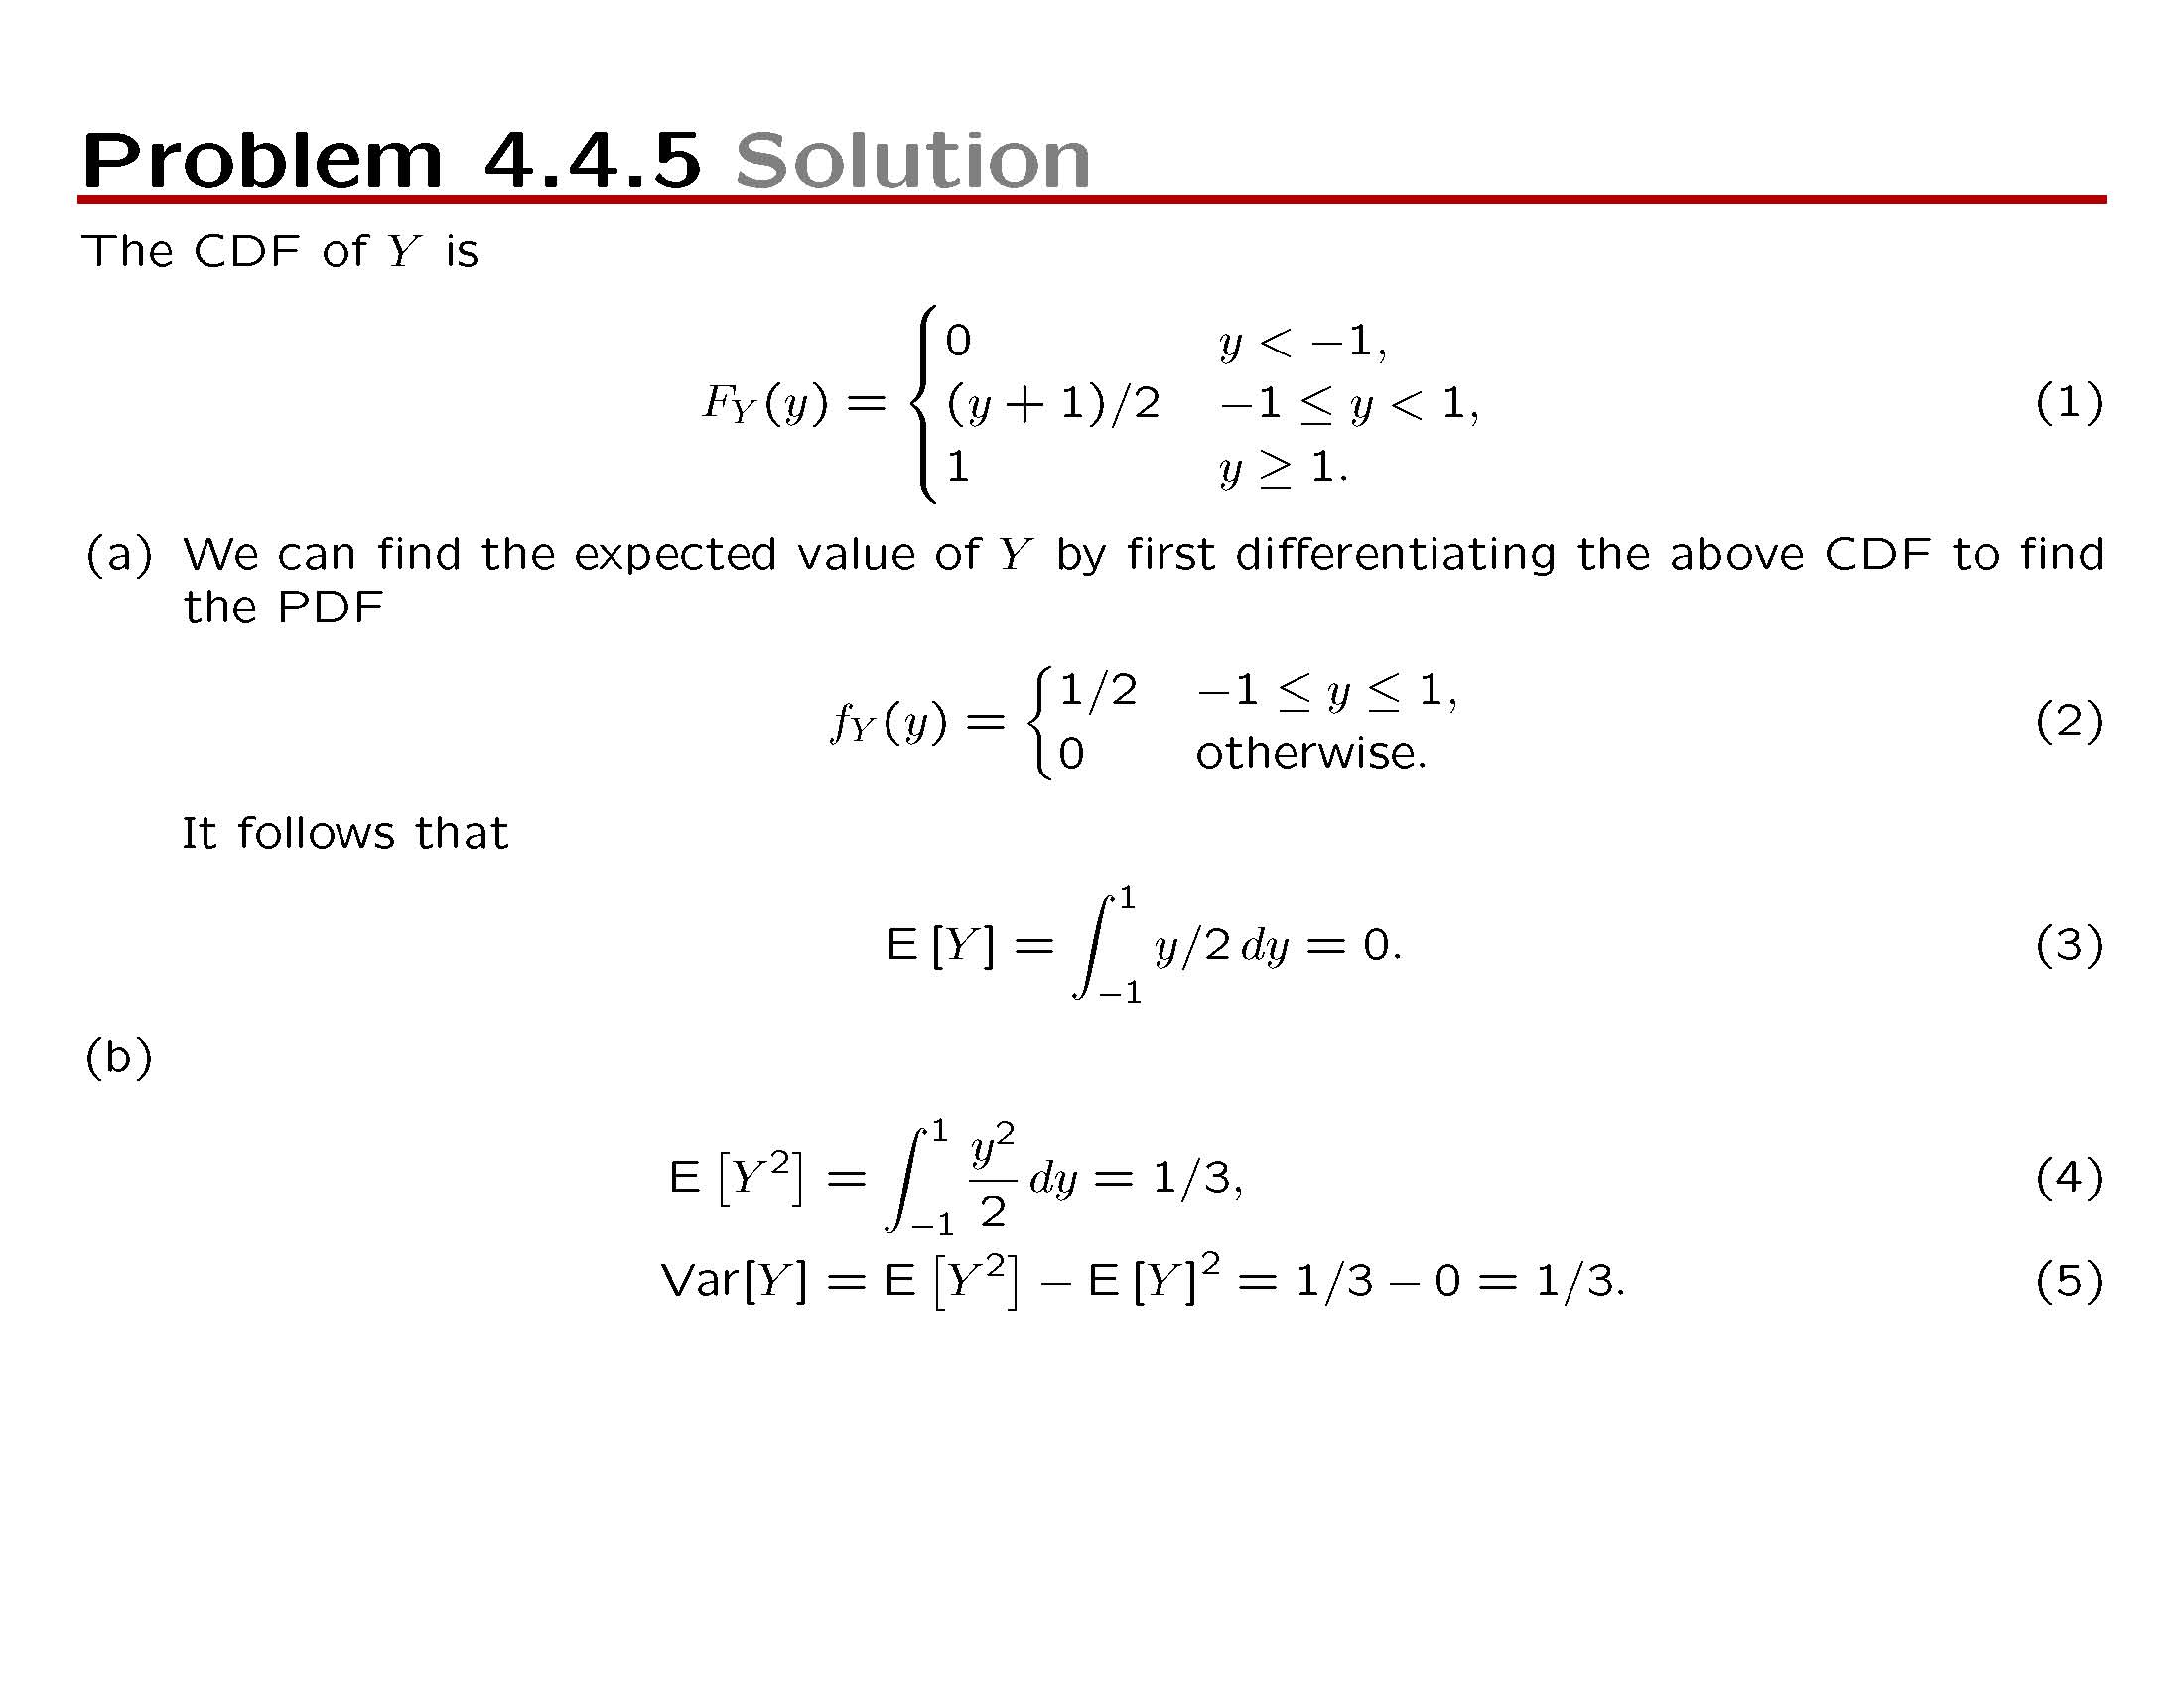 Problem 4.4.5 Solution
The CDF of Y is
F_Y(y) = { 0 y < −1,
(y + 1)/2 −1 ≤ y < 1, (1)
1 y ≥ 1.
(a) We can find the expected value of Y by first differentiating the above CDF to find
the PDF
f_Y(y) = { 1/2 −1 ≤ y ≤ 1, (2)
0 otherwise.
It follows that
E [Y] = ∫_{−1}^{1} y/2 dy = 0. (3)
(b)
E [Y^2] = ∫_{−1}^{1} y^2/2 dy = 1/3, (4)
Var[Y] = E [Y^2] − E [Y]^2 = 1/3 − 0 = 1/3. (5)